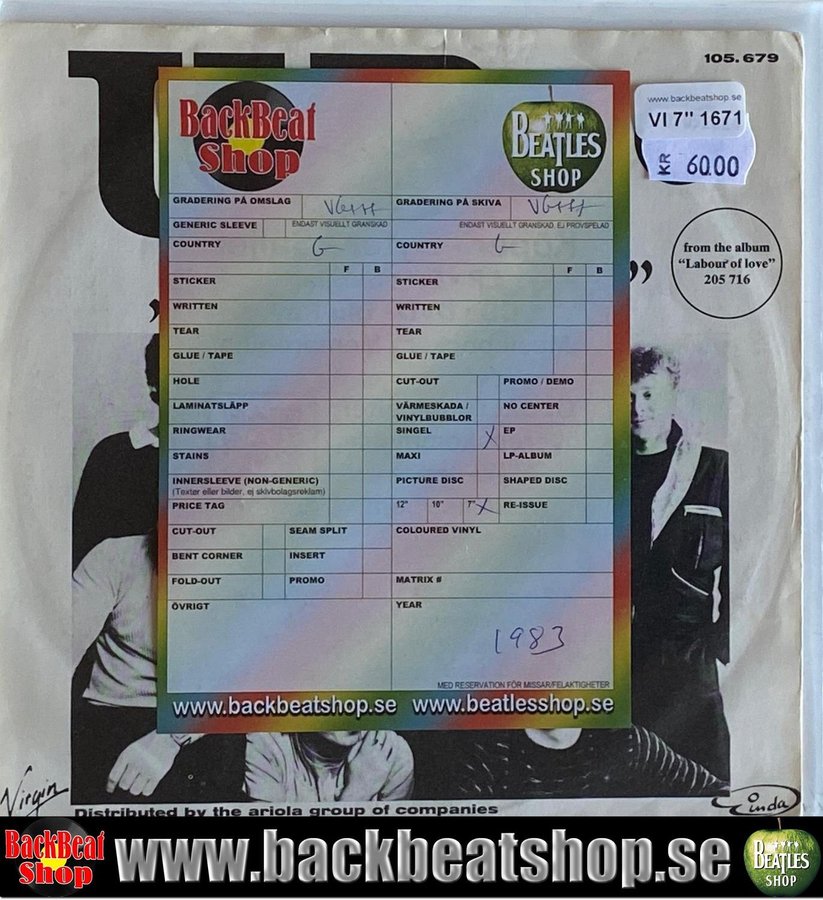 105.679
BackBeat
Shop
BEATLES
SHOP
www.backbeatshop.se
VI 7" 1671
KR 60.00
GRADERING PÅ OMSLAG VG++
GRADERING PÅ SKIVA VG++
GENERIC SLEEVE
ENDAST VISUELLT GRANSKAD
ENDAST VISUELLT GRANSKAD, EJ PROVSPELAD
COUNTRY G
COUNTRY G
from the album
"Labour of love"
205 716
F B
F B
STICKER
STICKER
WRITTEN
WRITTEN
TEAR
TEAR
GLUE / TAPE
GLUE / TAPE
HOLE
CUT-OUT
PROMO / DEMO
LAMINATSLÄPP
VÄRMESKADA /
VINYLBUBBLOR
NO CENTER
RINGWEAR
SINGEL X
EP
STAINS
MAXI
LP-ALBUM
INNERSLEEVE (NON-GENERIC)
(Texter eller bilder, ej skivbolagsreklam)
PICTURE DISC
SHAPED DISC
PRICE TAG
12" 10" 7" X
RE-ISSUE
CUT-OUT
SEAM SPLIT
COLOURED VINYL
BENT CORNER
INSERT
FOLD-OUT
PROMO
MATRIX #
ÖVRIGT
YEAR
1983
MED RESERVATION FÖR MISSAR/FELAKTIGHETER
www.backbeatshop.se www.beatlesshop.se
Virgin
Distributed by the ariola group of companies
BackBeat
Shop
www.backbeatshop.se
BEATLES
SHOP